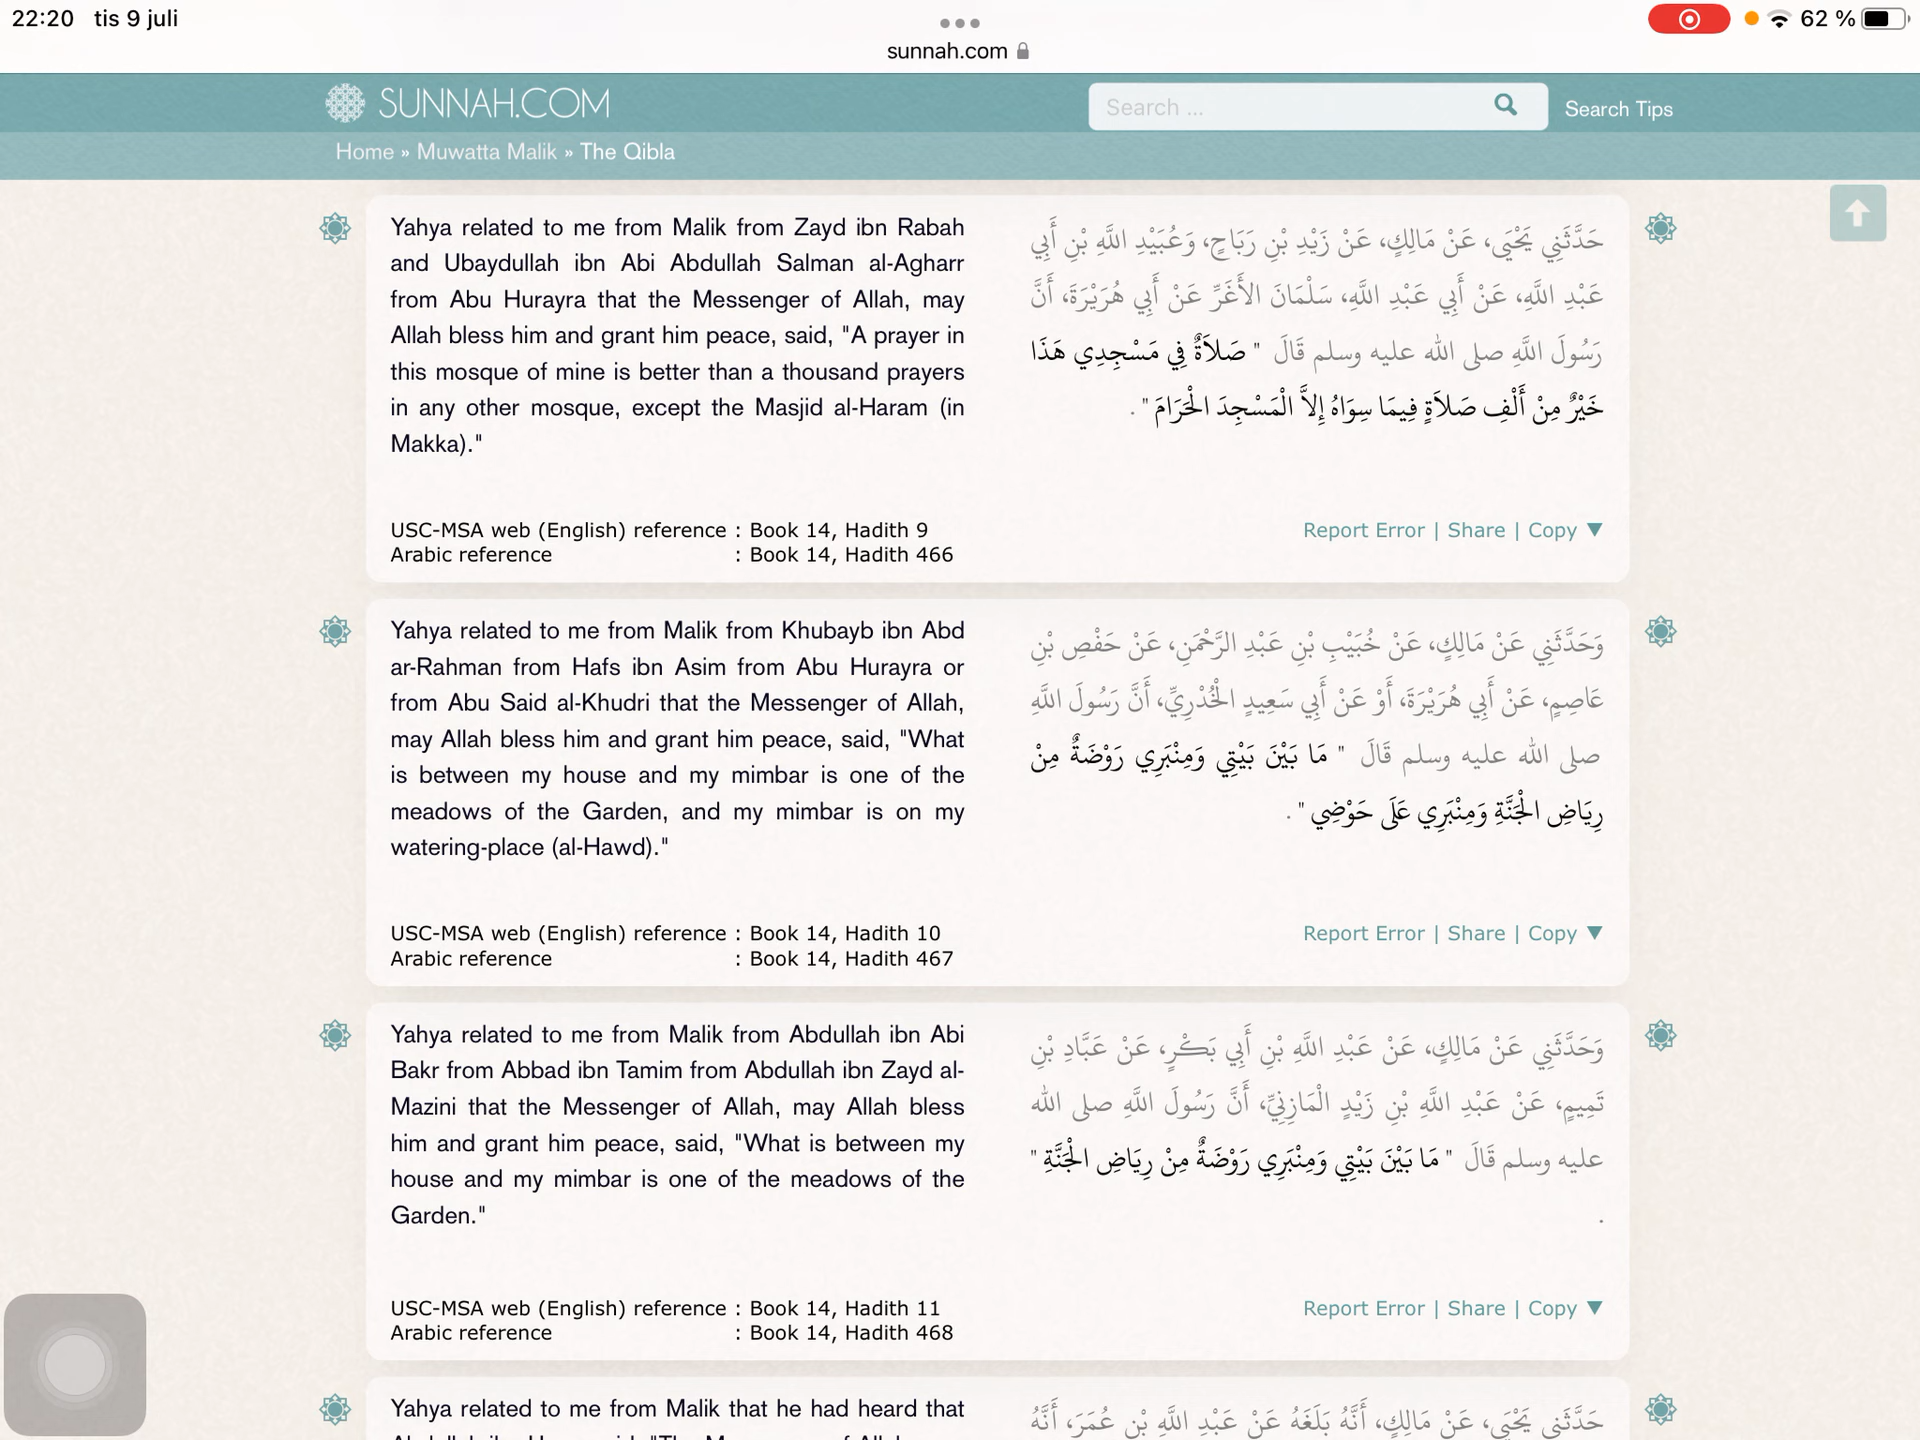 22:20 tis 9 juli
62 %
sunnah.com
SUNNAH.COM
Search ...
Search Tips
Home » Muwatta Malik » The Qibla
Yahya related to me from Malik from Zayd ibn Rabah
and Ubaydullah ibn Abi Abdullah Salman al-Agharr
from Abu Hurayra that the Messenger of Allah, may
Allah bless him and grant him peace, said, "A prayer in
this mosque of mine is better than a thousand prayers
in any other mosque, except the Masjid al-Haram (in
Makka)."
حَدَّثَنِي يَحْيَى، عَنْ مَالِكٍ، عَنْ زَيْدِ بْنِ رَبَاحٍ، وَعُبَيْدِ اللَّهِ بْنِ أَبِي
عَبْدِ اللَّهِ، عَنْ أَبِي عَبْدِ اللَّهِ، سَلْمَانَ الأَغَرِّ عَنْ أَبِي هُرَيْرَةَ، أَنَّ
رَسُولَ اللَّهِ صلى الله عليه وسلم قَالَ ‏"‏ صَلاَةٌ فِي مَسْجِدِي هَذَا
خَيْرٌ مِنْ أَلْفِ صَلاَةٍ فِيمَا سِوَاهُ إِلاَّ الْمَسْجِدَ الْحَرَامَ ‏"‏ ‏.‏
USC-MSA web (English) reference : Book 14, Hadith 9
Arabic reference : Book 14, Hadith 466
Report Error | Share | Copy ▼
Yahya related to me from Malik from Khubayb ibn Abd
ar-Rahman from Hafs ibn Asim from Abu Hurayra or
from Abu Said al-Khudri that the Messenger of Allah,
may Allah bless him and grant him peace, said, "What
is between my house and my mimbar is one of the
meadows of the Garden, and my mimbar is on my
watering-place (al-Hawd)."
وَحَدَّثَنِي عَنْ مَالِكٍ، عَنْ خُبَيْبِ بْنِ عَبْدِ الرَّحْمَنِ، عَنْ حَفْصِ بْنِ
عَاصِمٍ، عَنْ أَبِي هُرَيْرَةَ، أَوْ عَنْ أَبِي سَعِيدٍ الْخُدْرِيِّ، أَنَّ رَسُولَ اللَّهِ
صلى الله عليه وسلم قَالَ ‏"‏ مَا بَيْنَ بَيْتِي وَمِنْبَرِي رَوْضَةٌ مِنْ
رِيَاضِ الْجَنَّةِ وَمِنْبَرِي عَلَى حَوْضِي ‏"‏ ‏.‏
USC-MSA web (English) reference : Book 14, Hadith 10
Arabic reference : Book 14, Hadith 467
Report Error | Share | Copy ▼
Yahya related to me from Malik from Abdullah ibn Abi
Bakr from Abbad ibn Tamim from Abdullah ibn Zayd al-
Mazini that the Messenger of Allah, may Allah bless
him and grant him peace, said, "What is between my
house and my mimbar is one of the meadows of the
Garden."
وَحَدَّثَنِي عَنْ مَالِكٍ، عَنْ عَبْدِ اللَّهِ بْنِ أَبِي بَكْرٍ، عَنْ عَبَّادِ بْنِ
تَمِيمٍ، عَنْ عَبْدِ اللَّهِ بْنِ زَيْدٍ الْمَازِنِيِّ، أَنَّ رَسُولَ اللَّهِ صلى الله
عليه وسلم قَالَ ‏"‏ مَا بَيْنَ بَيْتِي وَمِنْبَرِي رَوْضَةٌ مِنْ رِيَاضِ الْجَنَّةِ ‏"‏
.
USC-MSA web (English) reference : Book 14, Hadith 11
Arabic reference : Book 14, Hadith 468
Report Error | Share | Copy ▼
Yahya related to me from Malik that he had heard that
حَدَّثَنِي يَحْيَى، عَنْ مَالِكٍ، أَنَّهُ بَلَغَهُ عَنْ عَبْدِ اللَّهِ بْنِ عُمَرَ، أَنَّهُ